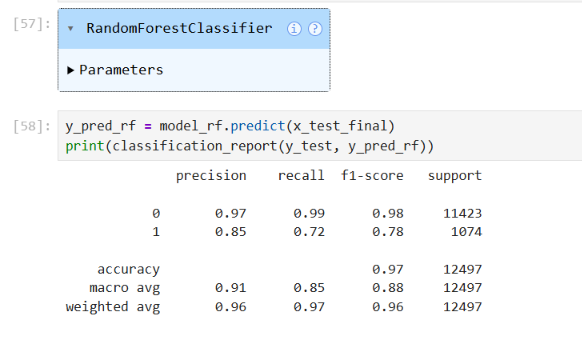 [57]: ▾ RandomForestClassifier i ?
▶ Parameters
[58]: y_pred_rf = model_rf.predict(x_test_final)
print(classification_report(y_test, y_pred_rf))
precision recall f1-score support
0 0.97 0.99 0.98 11423
1 0.85 0.72 0.78 1074
accuracy 0.97 12497
macro avg 0.91 0.85 0.88 12497
weighted avg 0.96 0.97 0.96 12497